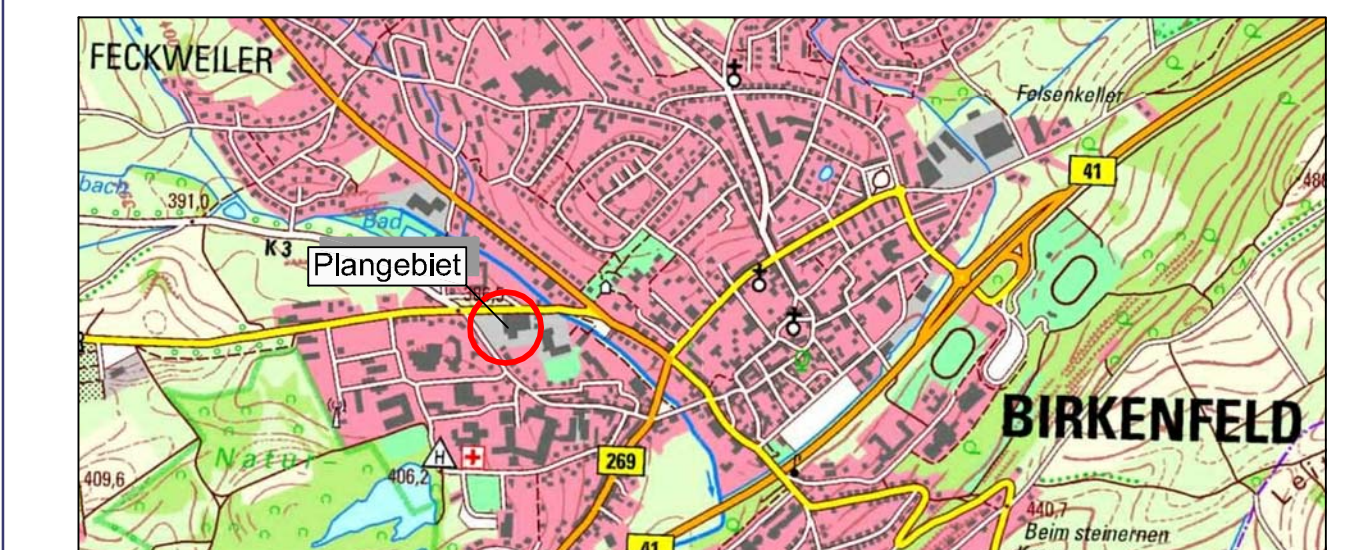 FECKWEILER
Felsenkeller
41
bach
391,0
Bad
K 3
Plangebiet
BIRKENFELD
Natur-
269
409,6
406,2
H
440,7
Beim steinernen
41